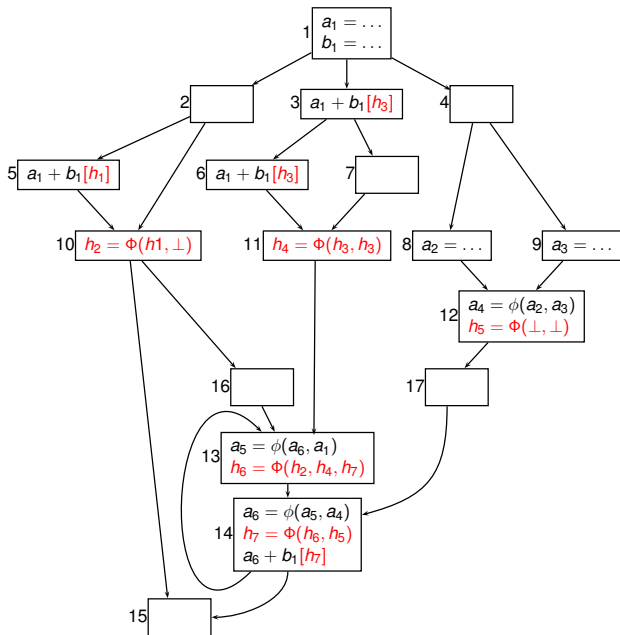 1
a₁ = ...
b₁ = ...
2
3
a₁ + b₁[h₃]
4
5
a₁ + b₁[h₁]
6
a₁ + b₁[h₃]
7
10
h₂ = Φ(h1, ⊥)
11
h₄ = Φ(h₃, h₃)
8
a₂ = ...
9
a₃ = ...
12
a₄ = ϕ(a₂, a₃)
h₅ = Φ(⊥, ⊥)
16
17
13
a₅ = ϕ(a₆, a₁)
h₆ = Φ(h₂, h₄, h₇)
14
a₆ = ϕ(a₅, a₄)
h₇ = Φ(h₆, h₅)
a₆ + b₁[h₇]
15